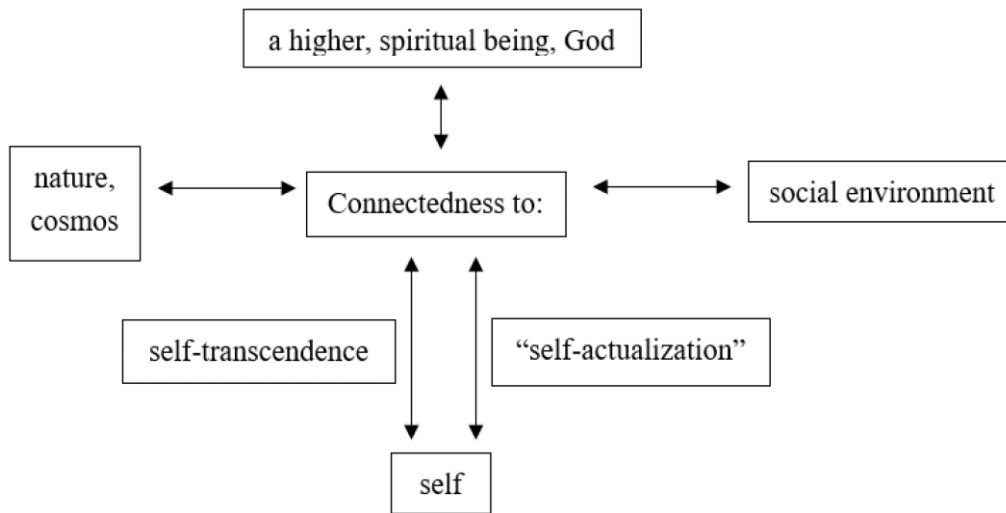 a higher, spiritual being, God
nature,
cosmos
Connectedness to:
social environment
self-transcendence
“self-actualization”
self